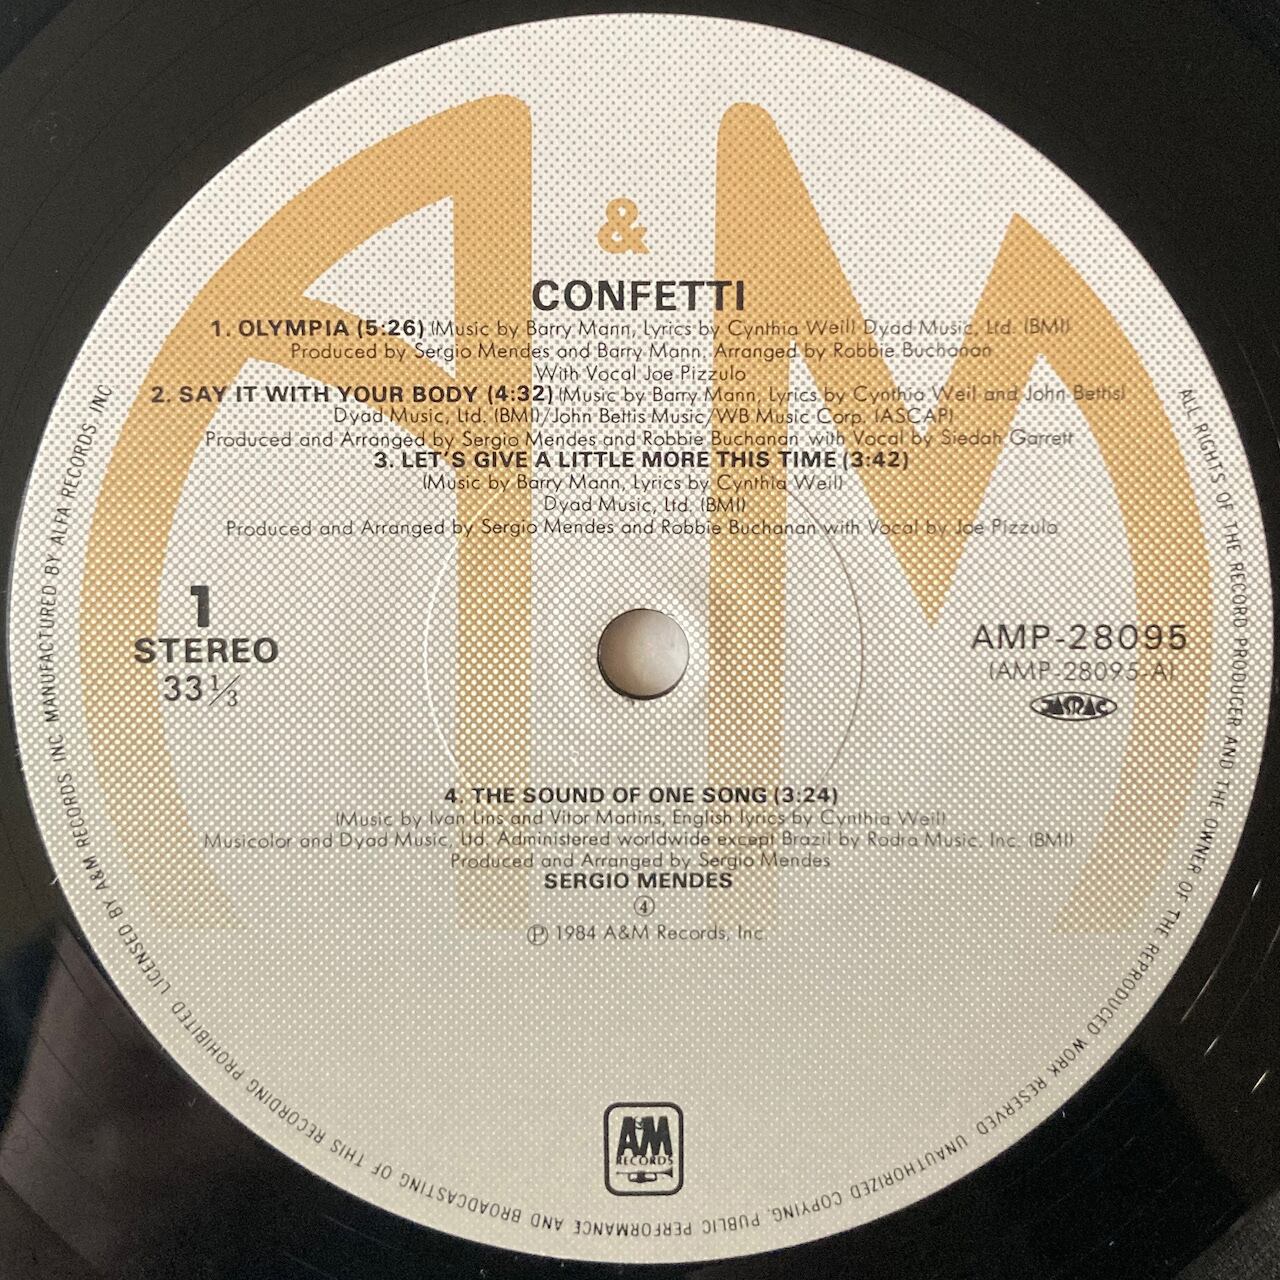 &
CONFETTI
1. OLYMPIA (5:26) (Music by Barry Mann, Lyrics by Cynthia Weil) Dyad Music, Ltd. (BMI)
Produced by Sergio Mendes and Barry Mann, Arranged by Robbie Buchanan
With Vocal Joe Pizzulo
2. SAY IT WITH YOUR BODY (4:32) (Music by Barry Mann, Lyrics by Cynthia Weil and John Bettis)
Dyad Music, Ltd. (BMI)/John Bettis Music/WB Music Corp. (ASCAP)
Produced and Arranged by Sergio Mendes and Robbie Buchanan with Vocal by Siedah Garrett
3. LET'S GIVE A LITTLE MORE THIS TIME (3:42)
(Music by Barry Mann, Lyrics by Cynthia Weil)
Dyad Music, Ltd. (BMI)
Produced and Arranged by Sergio Mendes and Robbie Buchanan with Vocal by Joe Pizzulo
1
STEREO
33 1/3
AMP-28095
(AMP-28095-A)
JASRAC
4. THE SOUND OF ONE SONG (3:24)
(Music by Ivan Lins and Vitor Martins, English lyrics by Cynthia Weil)
Musicolor and Dyad Music, Ltd. Administered worldwide except Brazil by Rodra Music, Inc. (BMI)
Produced and Arranged by Sergio Mendes
SERGIO MENDES
④
℗ 1984 A&M Records, Inc
A&M
RECORDS
ALL RIGHTS OF THE RECORD PRODUCER AND THE OWNER OF THE REPRODUCED WORK RESERVED UNAUTHORIZED COPYING, PUBLIC PERFORMANCE AND BROADCASTING OF THIS RECORDING PROHIBITED LICENSED BY A&M RECORDS INC MANUFACTURED BY ALFA RECORDS, INC